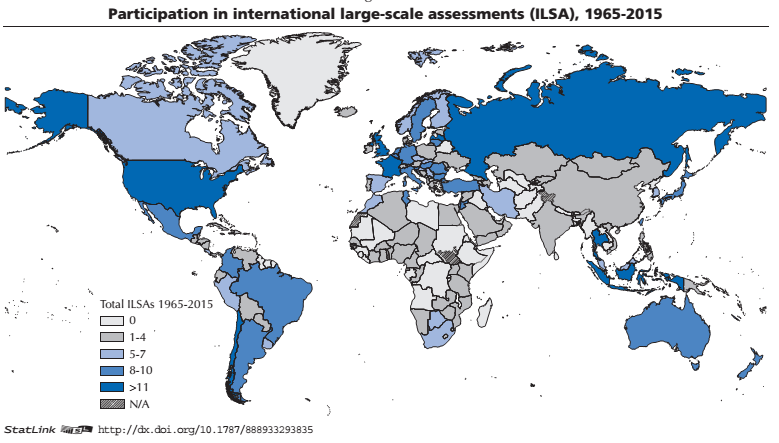 Participation in international large-scale assessments (ILSA), 1965-2015
Total ILSAs 1965-2015
0
1-4
5-7
8-10
>11
N/A
StatLink http://dx.doi.org/10.1787/888933293835